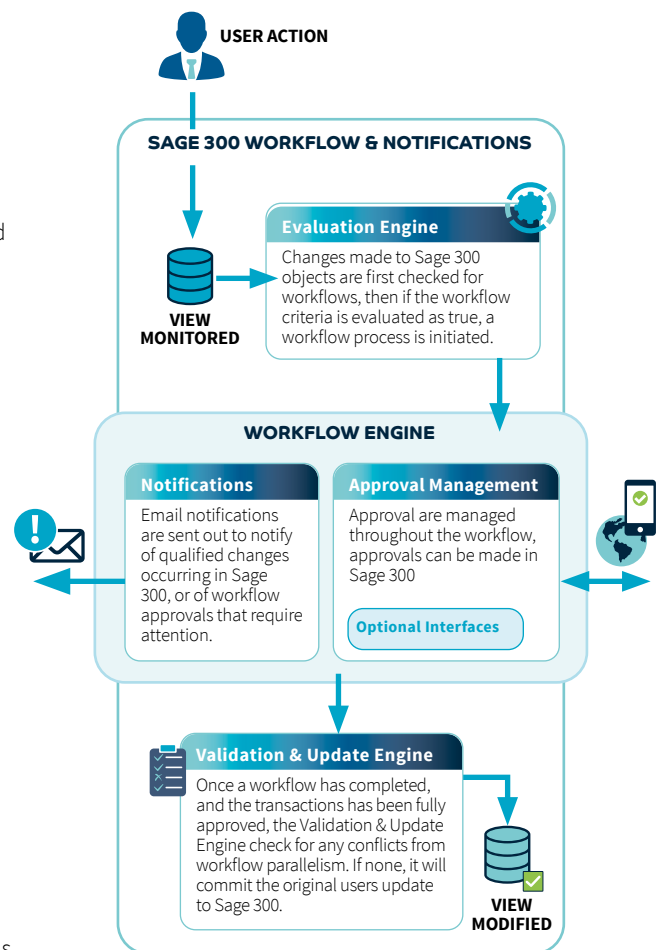 USER ACTION
SAGE 300 WORKFLOW & NOTIFICATIONS
Evaluation Engine
Changes made to Sage 300
objects are first checked for
workflows, then if the workflow
criteria is evaluated as true, a
workflow process is initiated.
VIEW
MONITORED
WORKFLOW ENGINE
Notifications
Email notifications
are sent out to notify
of qualified changes
occurring in Sage
300, or of workflow
approvals that require
attention.
Approval Management
Approval are managed
throughout the workflow,
approvals can be made in
Sage 300
Optional Interfaces
Validation & Update Engine
Once a workflow has completed,
and the transactions has been fully
approved, the Validation & Update
Engine check for any conflicts from
workflow parallelism. If none, it will
commit the original users update
to Sage 300.
VIEW
MODIFIED